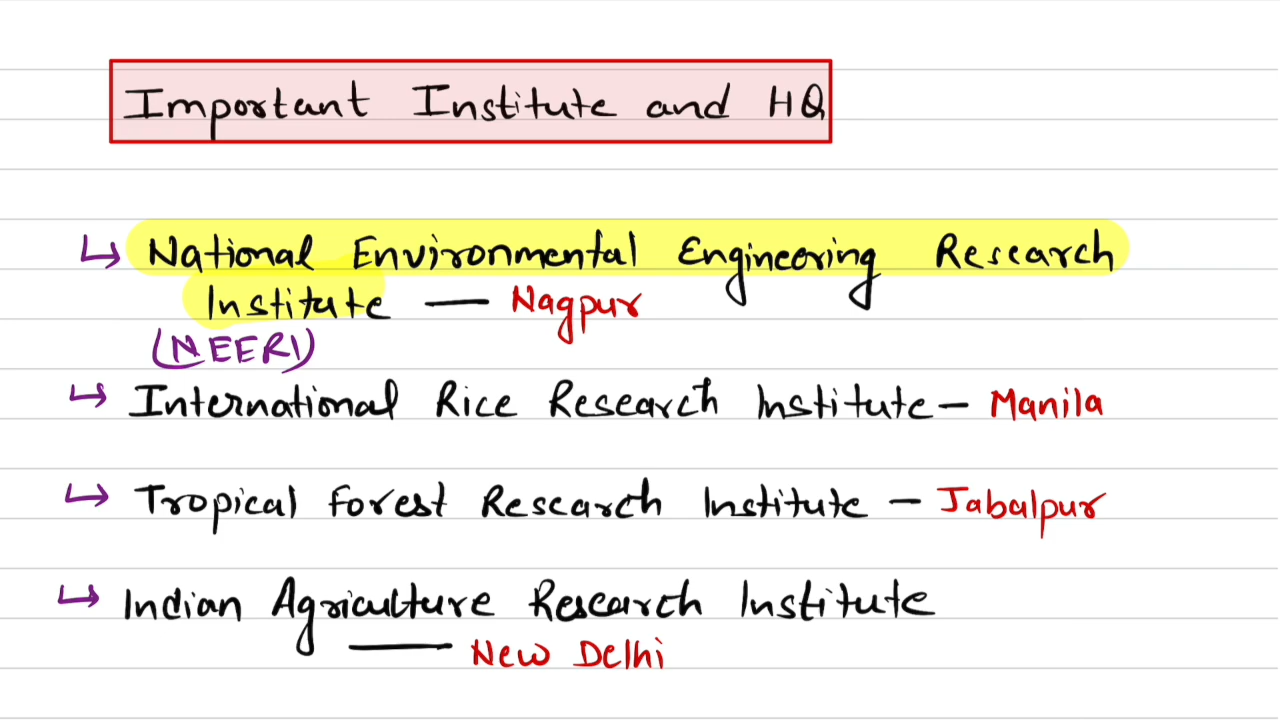 Important Institute and HQ
↳ National Environmental Engineering Research
Institute — Nagpur
(NEERI)
↳ International Rice Research Institute - Manila
↳ Tropical Forest Research Institute - Jabalpur
↳ Indian Agriculture Research Institute
— New Delhi